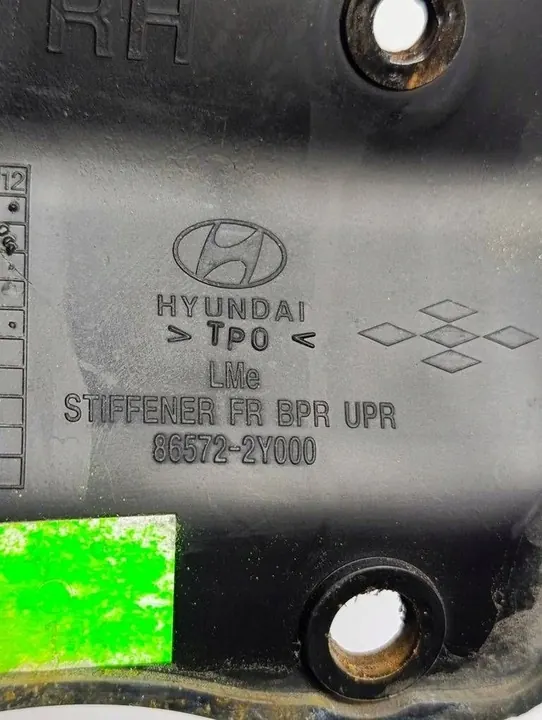 RH
12
HYUNDAI
> TPO <
LMe
STIFFENER FR BPR UPR
86572-2Y000